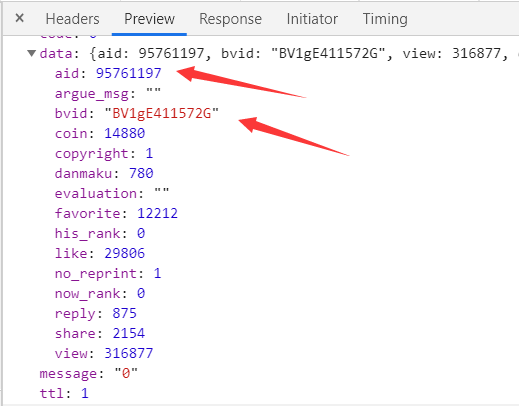 × Headers Preview Response Initiator Timing
data: {aid: 95761197, bvid: "BV1gE411572G", view: 316877,
aid: 95761197
argue_msg: ""
bvid: "BV1gE411572G"
coin: 14880
copyright: 1
danmaku: 780
evaluation: ""
favorite: 12212
his_rank: 0
like: 29806
no_reprint: 1
now_rank: 0
reply: 875
share: 2154
view: 316877
message: "0"
ttl: 1